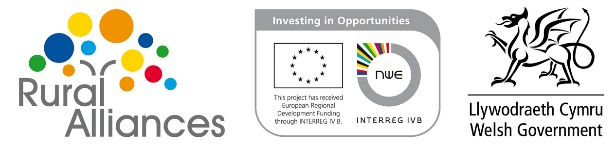 Rural
Alliances
Investing in Opportunities
nwe
This project has received
European Regional
Development Funding
through INTERREG IV B.
INTERREG IVB
Llywodraeth Cymru
Welsh Government